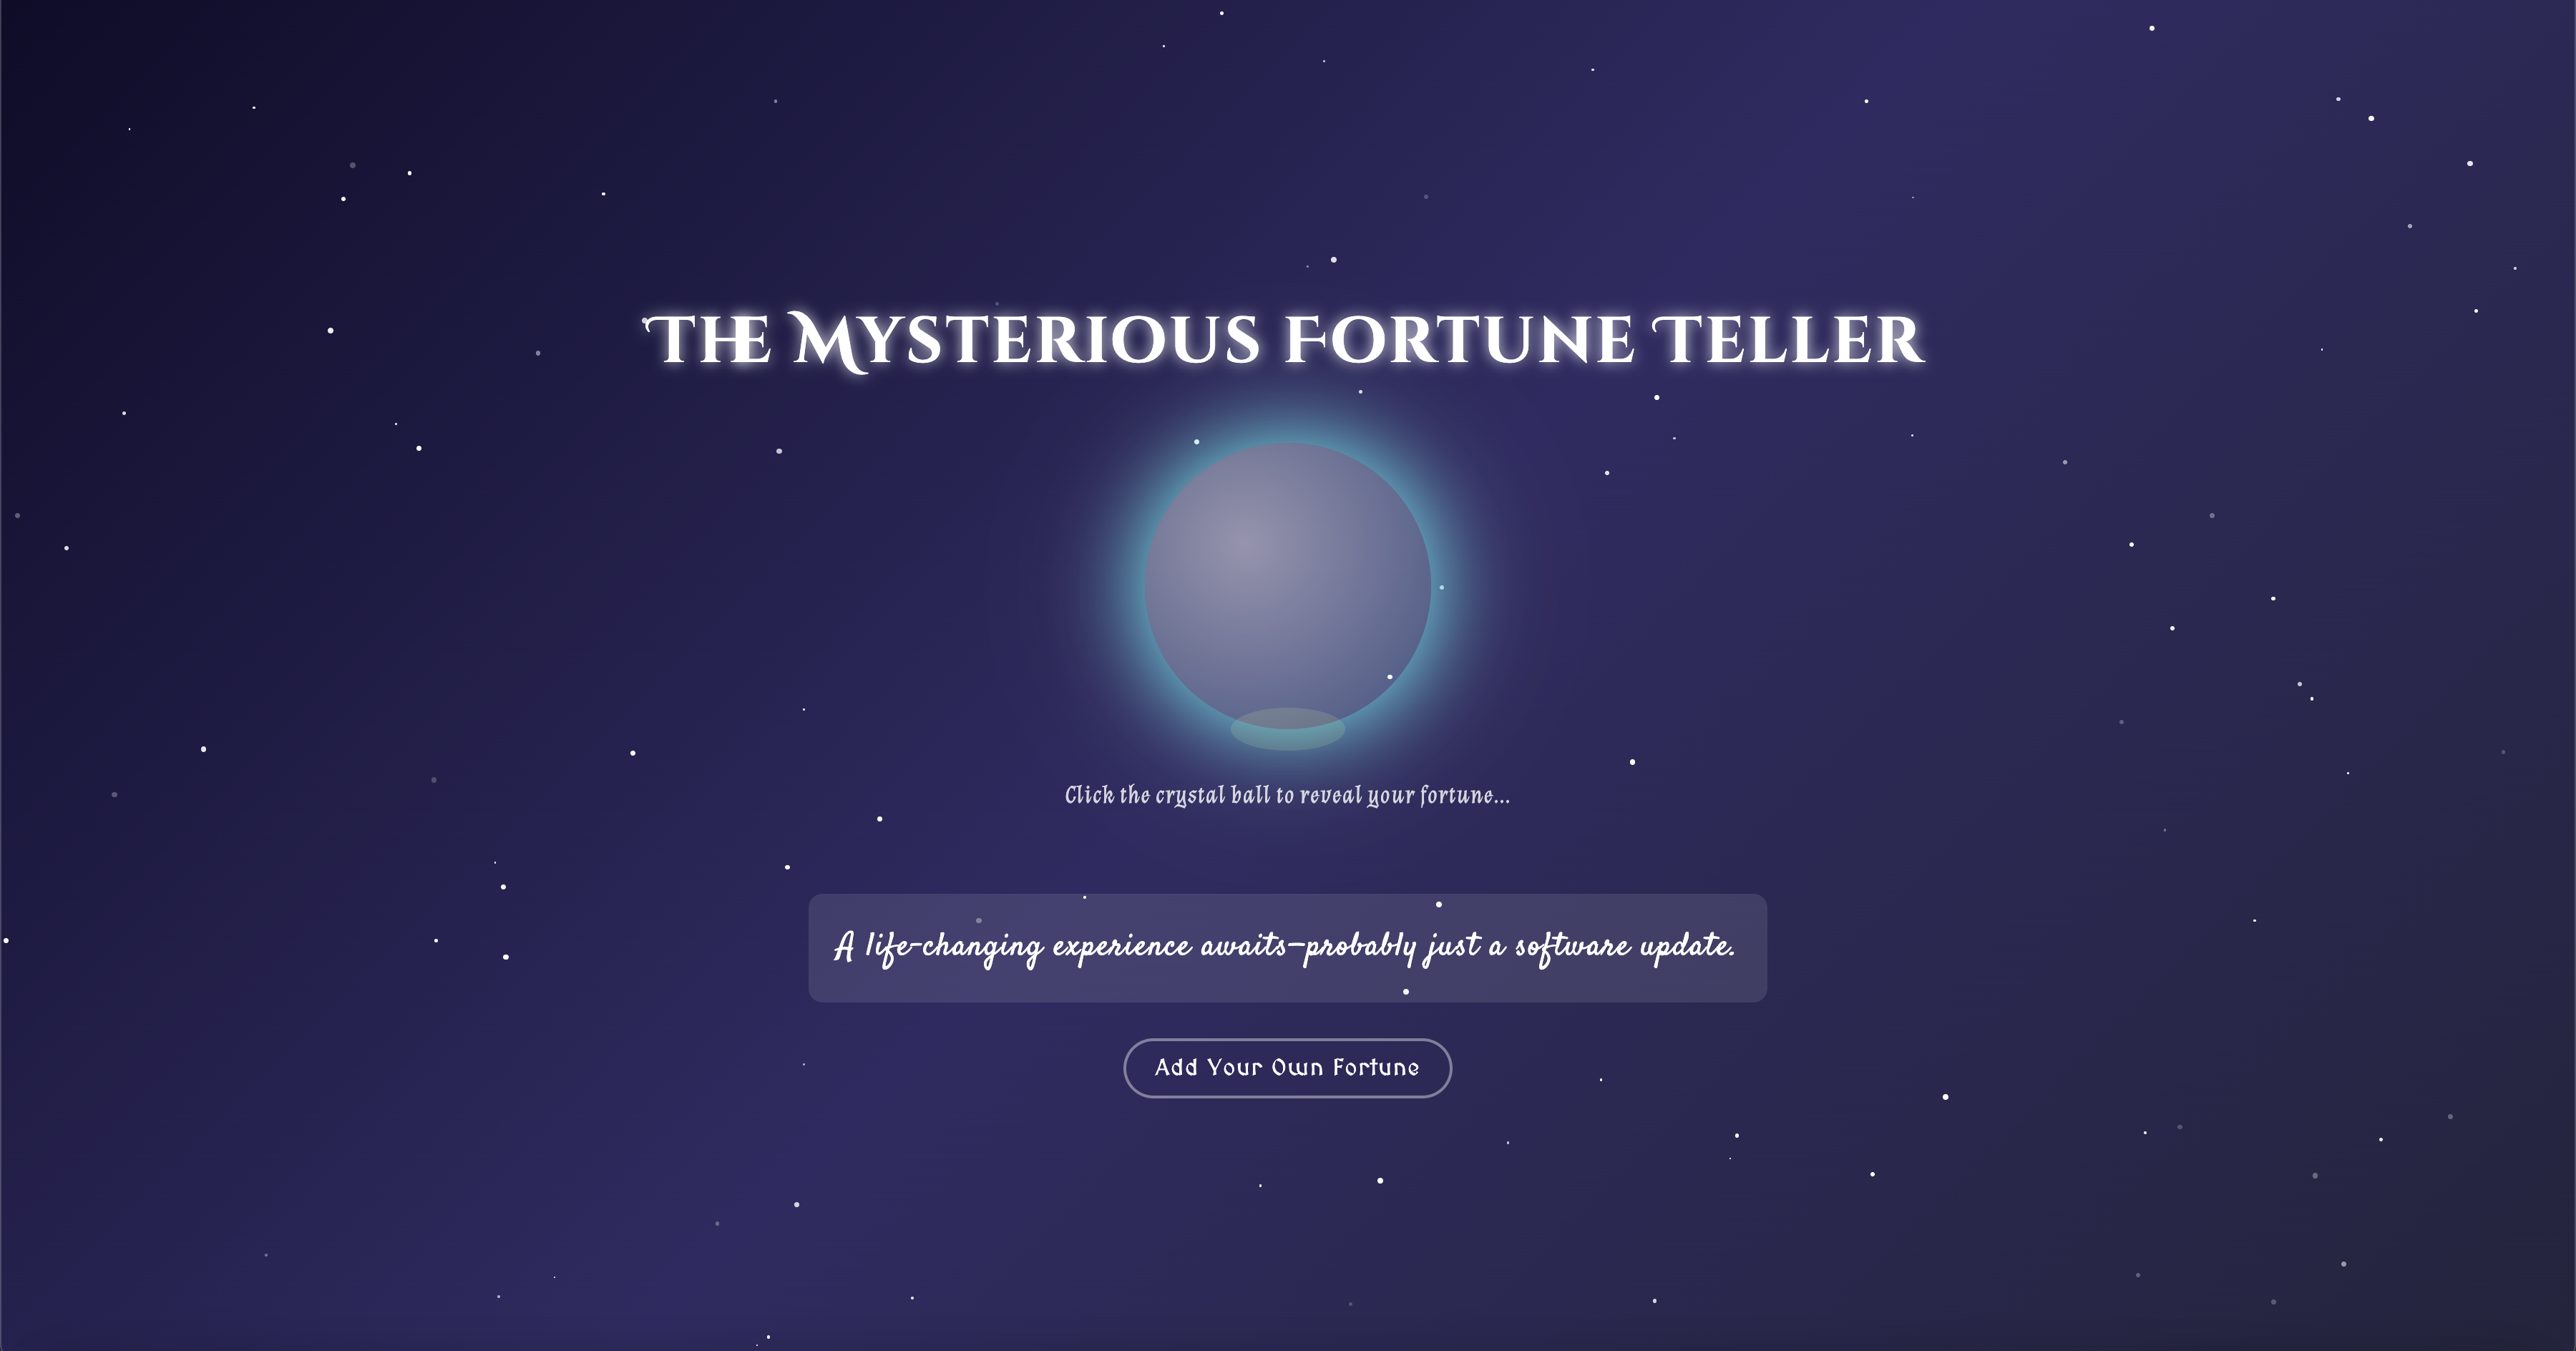 The Mysterious Fortune Teller
Click the crystal ball to reveal your fortune...
A life-changing experience awaits—probably just a software update.
Add Your Own Fortune